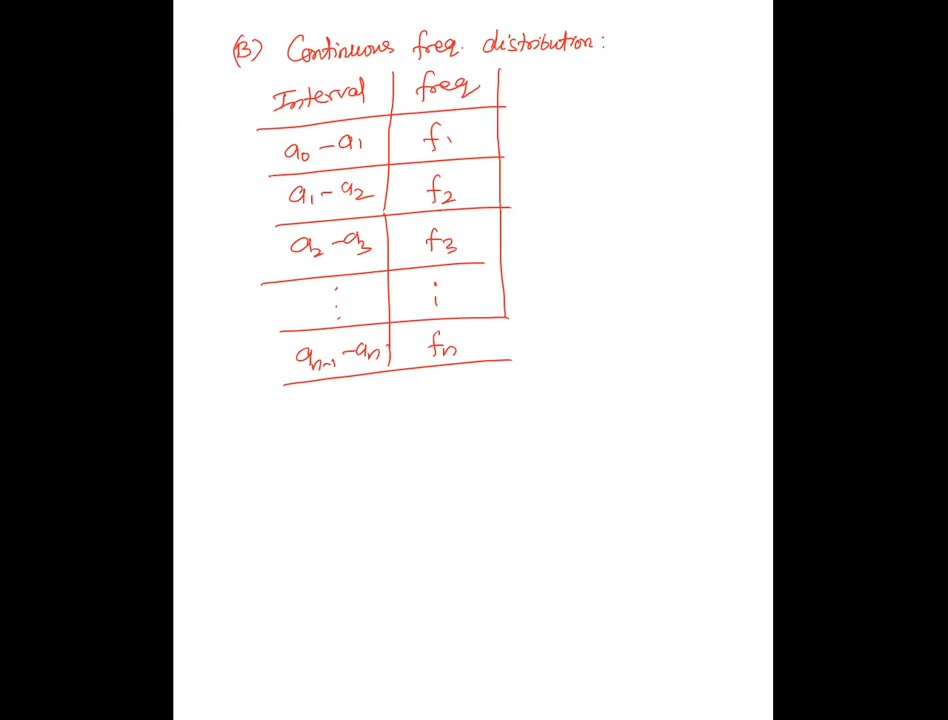 (B) Continuous freq. distribution:
Interval freq
a₀ - a₁ f₁
a₁ - a₂ f₂
a₂ - a₃ f₃
⋮ ⋮
aₙ₋₁ - aₙ fₙ